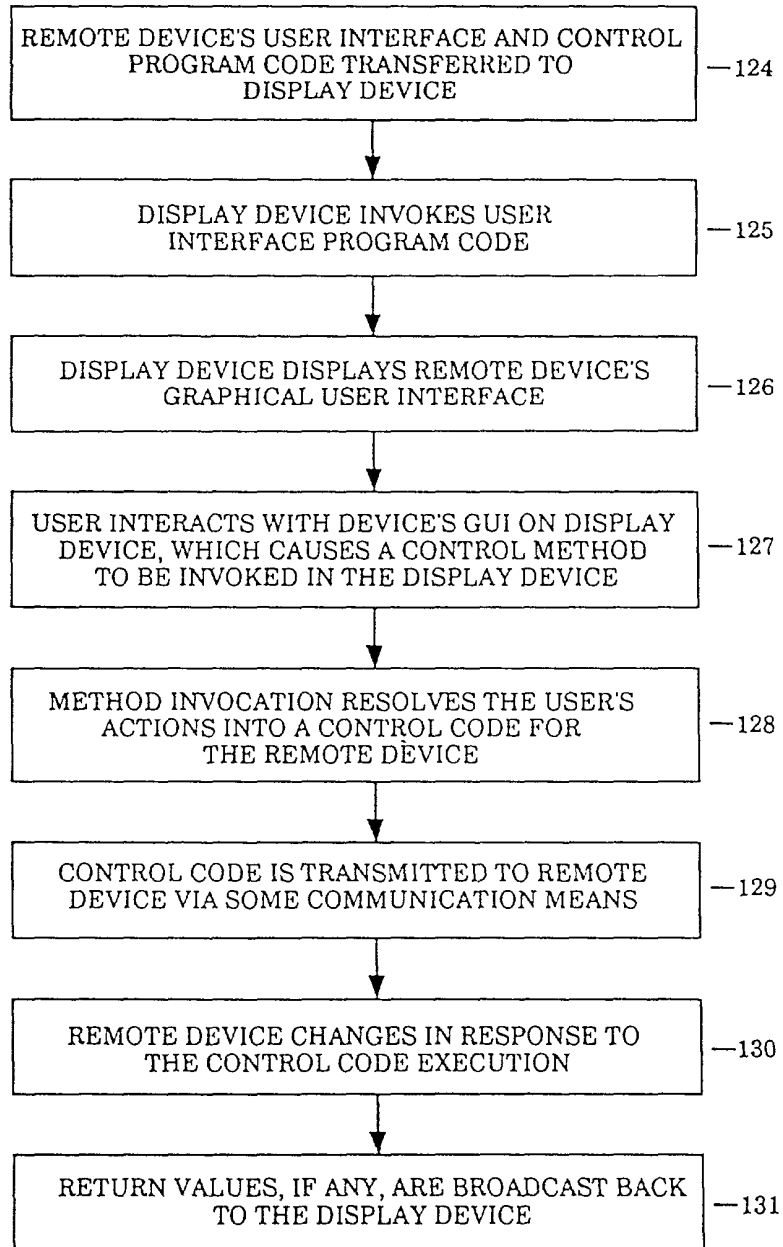 REMOTE DEVICE'S USER INTERFACE AND CONTROL
PROGRAM CODE TRANSFERRED TO
DISPLAY DEVICE
124
DISPLAY DEVICE INVOKES USER
INTERFACE PROGRAM CODE
125
DISPLAY DEVICE DISPLAYS REMOTE DEVICE'S
GRAPHICAL USER INTERFACE
126
USER INTERACTS WITH DEVICE'S GUI ON DISPLAY
DEVICE, WHICH CAUSES A CONTROL METHOD
TO BE INVOKED IN THE DISPLAY DEVICE
127
METHOD INVOCATION RESOLVES THE USER'S
ACTIONS INTO A CONTROL CODE FOR
THE REMOTE DEVICE
128
CONTROL CODE IS TRANSMITTED TO REMOTE
DEVICE VIA SOME COMMUNICATION MEANS
129
REMOTE DEVICE CHANGES IN RESPONSE TO
THE CONTROL CODE EXECUTION
130
RETURN VALUES, IF ANY, ARE BROADCAST BACK
TO THE DISPLAY DEVICE
131